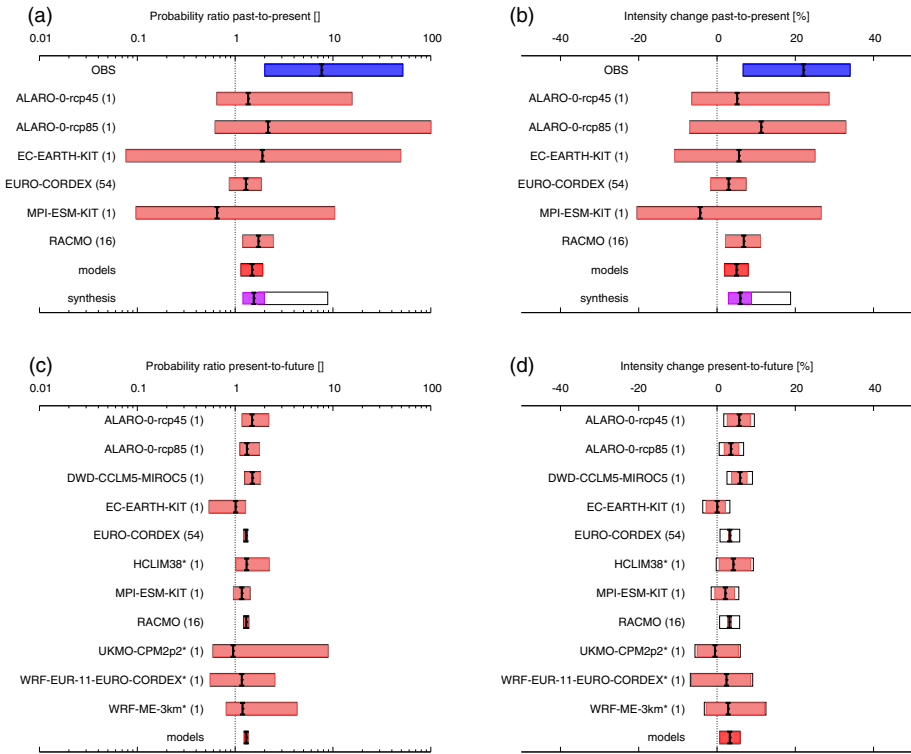 (a) Probability ratio past-to-present []
0.01 0.1 1 10 100
OBS
ALARO-0-rcp45 (1)
ALARO-0-rcp85 (1)
EC-EARTH-KIT (1)
EURO-CORDEX (54)
MPI-ESM-KIT (1)
RACMO (16)
models
synthesis
(b) Intensity change past-to-present [%]
-40 -20 0 20 40
OBS
ALARO-0-rcp45 (1)
ALARO-0-rcp85 (1)
EC-EARTH-KIT (1)
EURO-CORDEX (54)
MPI-ESM-KIT (1)
RACMO (16)
models
synthesis
(c) Probability ratio present-to-future []
0.01 0.1 1 10 100
ALARO-0-rcp45 (1)
ALARO-0-rcp85 (1)
DWD-CCLM5-MIROC5 (1)
EC-EARTH-KIT (1)
EURO-CORDEX (54)
HCLIM38* (1)
MPI-ESM-KIT (1)
RACMO (16)
UKMO-CPM2p2* (1)
WRF-EUR-11-EURO-CORDEX* (1)
WRF-ME-3km* (1)
models
(d) Intensity change present-to-future [%]
-40 -20 0 20 40
ALARO-0-rcp45 (1)
ALARO-0-rcp85 (1)
DWD-CCLM5-MIROC5 (1)
EC-EARTH-KIT (1)
EURO-CORDEX (54)
HCLIM38* (1)
MPI-ESM-KIT (1)
RACMO (16)
UKMO-CPM2p2* (1)
WRF-EUR-11-EURO-CORDEX* (1)
WRF-ME-3km* (1)
models